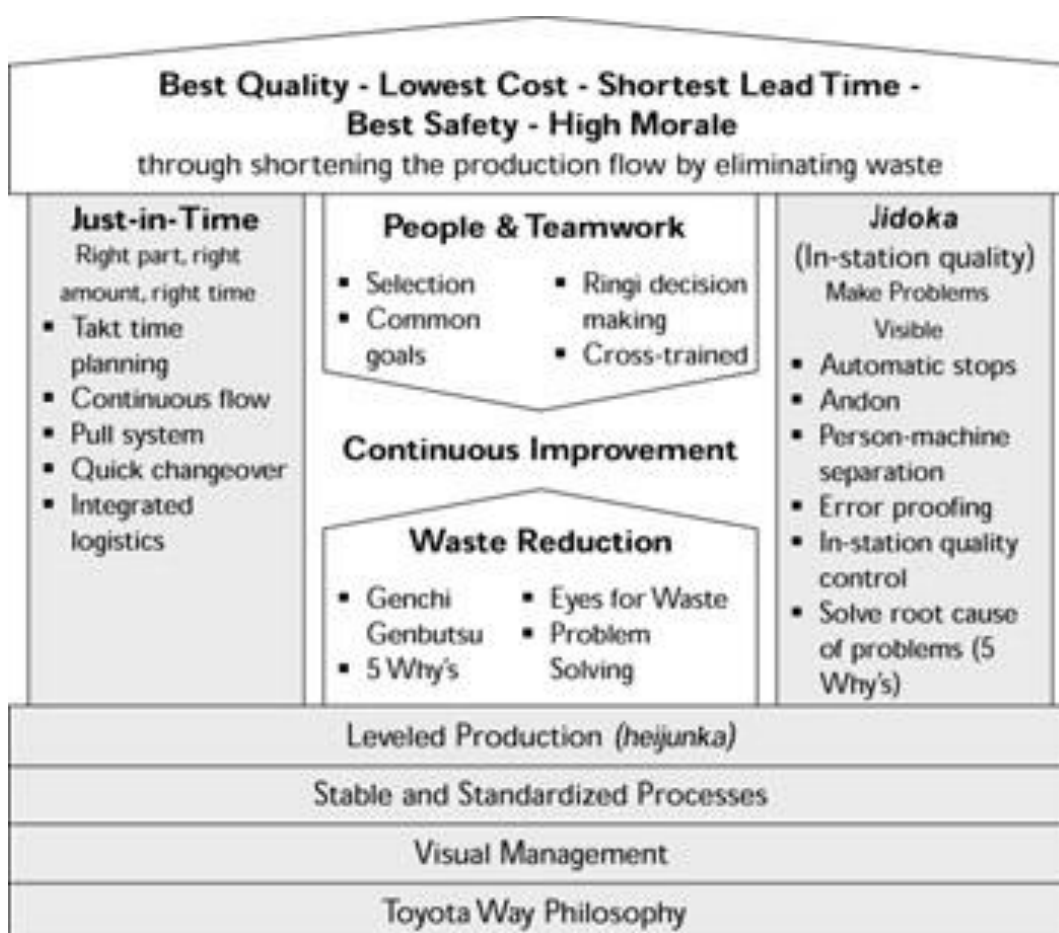 Best Quality - Lowest Cost - Shortest Lead Time -
Best Safety - High Morale
through shortening the production flow by eliminating waste
Just-in-Time
Right part, right
amount, right time
▪ Takt time
planning
▪ Continuous flow
▪ Pull system
▪ Quick changeover
▪ Integrated
logistics
People & Teamwork
▪ Selection
▪ Common
goals
▪ Ringi decision
making
▪ Cross-trained
Continuous Improvement
Waste Reduction
▪ Genchi
Genbutsu
▪ 5 Why's
▪ Eyes for Waste
▪ Problem
Solving
Jidoka
(In-station quality)
Make Problems
Visible
▪ Automatic stops
▪ Andon
▪ Person-machine
separation
▪ Error proofing
▪ In-station quality
control
▪ Solve root cause
of problems (5
Why's)
Leveled Production (heijunka)
Stable and Standardized Processes
Visual Management
Toyota Way Philosophy